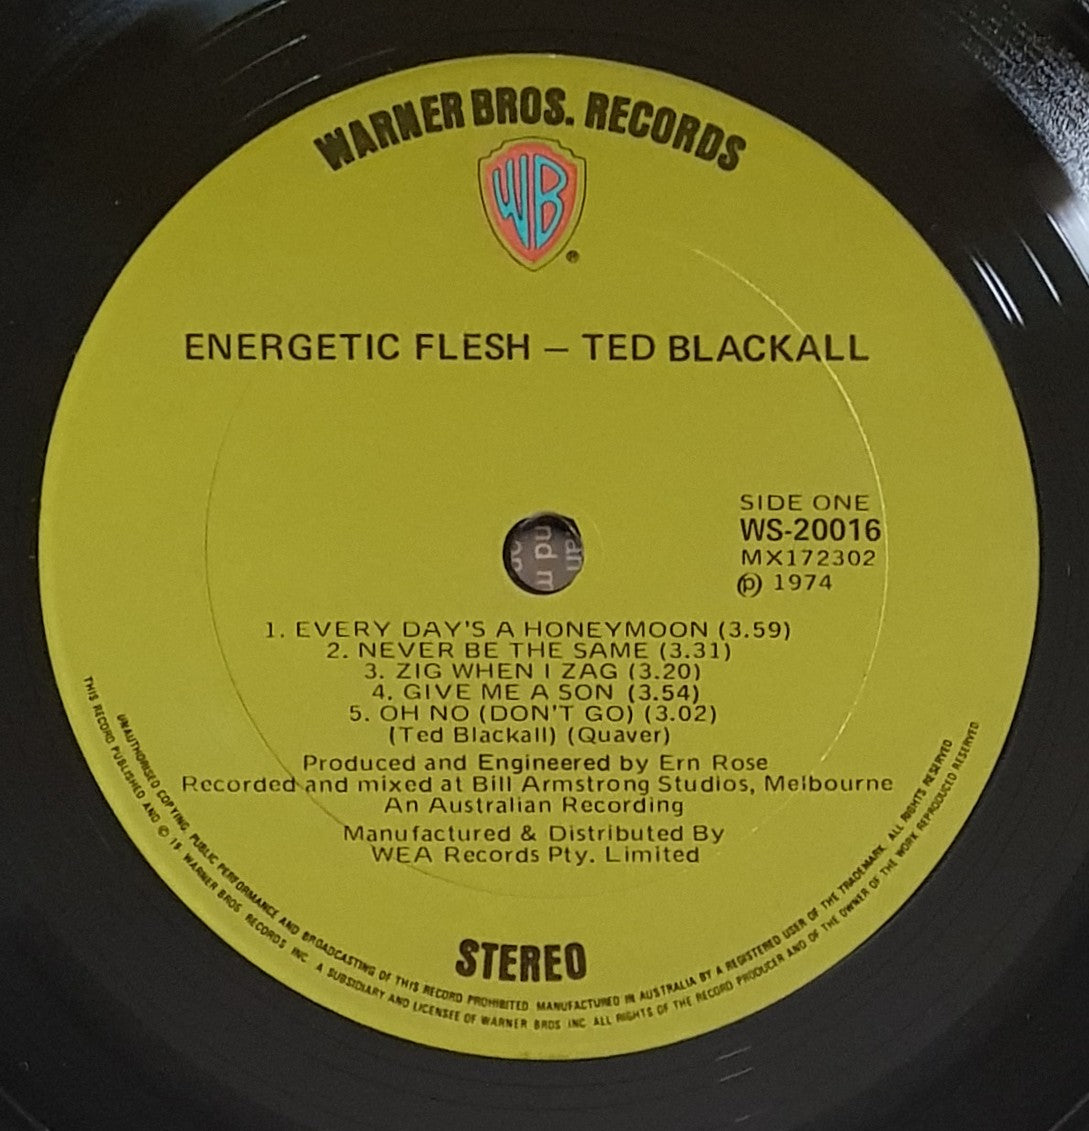 WARNER BROS. RECORDS
WB
®
ENERGETIC FLESH – TED BLACKALL
SIDE ONE
WS-20016
MX172302
℗ 1974
1. EVERY DAY'S A HONEYMOON (3.59)
2. NEVER BE THE SAME (3.31)
3. ZIG WHEN I ZAG (3.20)
4. GIVE ME A SON (3.54)
5. OH NO (DON'T GO) (3.02)
(Ted Blackall) (Quaver)
Produced and Engineered by Ern Rose
Recorded and mixed at Bill Armstrong Studios, Melbourne
An Australian Recording
Manufactured & Distributed By
WEA Records Pty. Limited
STEREO
UNAUTHORISED COPYING, PUBLIC PERFORMANCE AND BROADCASTING OF THIS RECORD PROHIBITED. MANUFACTURED IN AUSTRALIA BY A REGISTERED USER OF THE TRADEMARK. ALL RIGHTS RESERVED
THIS RECORD PUBLISHED AND © 19. WARNER BROS. RECORDS INC. A SUBSIDIARY AND LICENSEE OF WARNER BROS INC ALL RIGHTS OF THE RECORD PRODUCER AND OF THE OWNER OF THE WORK REPRODUCED RESERVED